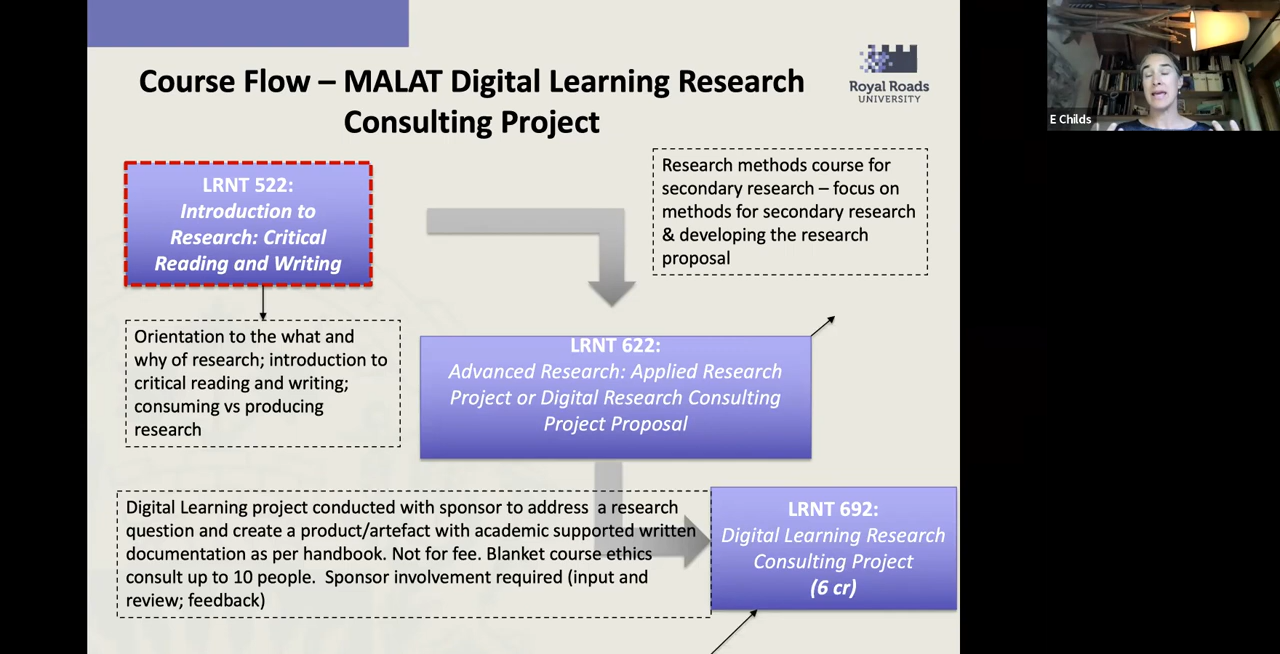 Course Flow – MALAT Digital Learning Research
Consulting Project
Royal Roads
UNIVERSITY
E Childs
LRNT 522:
Introduction to
Research: Critical
Reading and Writing
Research methods course for
secondary research – focus on
methods for secondary research
& developing the research
proposal
Orientation to the what and
why of research; introduction to
critical reading and writing;
consuming vs producing
research
LRNT 622:
Advanced Research: Applied Research
Project or Digital Research Consulting
Project Proposal
Digital Learning project conducted with sponsor to address a research
question and create a product/artefact with academic supported written
documentation as per handbook. Not for fee. Blanket course ethics
consult up to 10 people. Sponsor involvement required (input and
review; feedback)
LRNT 692:
Digital Learning Research
Consulting Project
(6 cr)